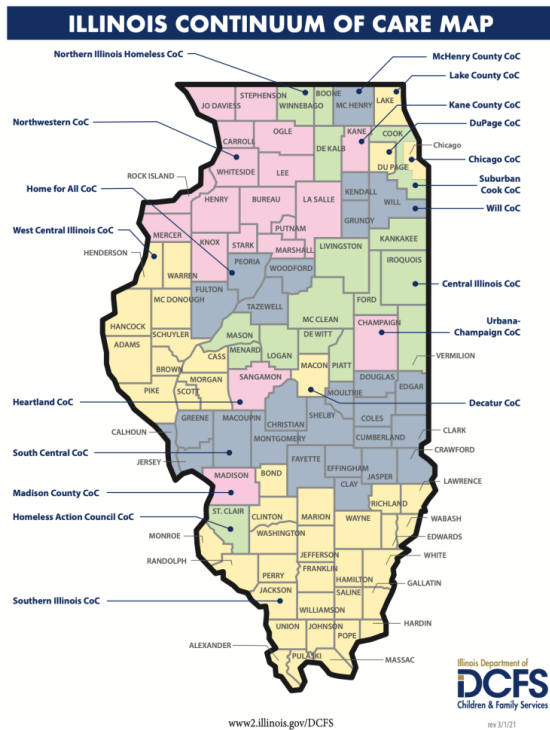 ILLINOIS CONTINUUM OF CARE MAP
Northern Illinois Homeless CoC
McHenry County CoC
Lake County CoC
Kane County CoC
DuPage CoC
Chicago
Chicago CoC
Suburban
Cook CoC
Will CoC
Central Illinois CoC
Urbana-
Champaign CoC
Decatur CoC
Northwestern CoC
Home for All CoC
West Central Illinois CoC
Heartland CoC
South Central CoC
Madison County CoC
Homeless Action Council CoC
Southern Illinois CoC
JO DAVIESS
STEPHENSON
WINNEBAGO
BOONE
MC HENRY
LAKE
CARROLL
OGLE
DE KALB
KANE
COOK
DU PAGE
WHITESIDE
LEE
ROCK ISLAND
HENRY
BUREAU
LA SALLE
KENDALL
WILL
GRUNDY
MERCER
PUTNAM
KNOX
STARK
MARSHALL
LIVINGSTON
KANKAKEE
HENDERSON
WARREN
PEORIA
WOODFORD
IROQUOIS
FULTON
TAZEWELL
MC DONOUGH
FORD
HANCOCK
MC CLEAN
SCHUYLER
MASON
DE WITT
CHAMPAIGN
ADAMS
MENARD
LOGAN
VERMILION
CASS
BROWN
MACON
PIATT
MORGAN
SANGAMON
DOUGLAS
PIKE
SCOTT
MOULTRIE
EDGAR
GREENE
MACOUPIN
CHRISTIAN
SHELBY
COLES
CALHOUN
CLARK
MONTGOMERY
CUMBERLAND
JERSEY
FAYETTE
EFFINGHAM
JASPER
CRAWFORD
MADISON
BOND
CLAY
LAWRENCE
RICHLAND
ST. CLAIR
CLINTON
MARION
WAYNE
WABASH
MONROE
WASHINGTON
EDWARDS
RANDOLPH
JEFFERSON
WHITE
PERRY
FRANKLIN
HAMILTON
GALLATIN
JACKSON
SALINE
WILLIAMSON
HARDIN
UNION
JOHNSON
POPE
ALEXANDER
PULASKI
MASSAC
Illinois Department of
DCFS
Children & Family Services
www2.illinois.gov/DCFS
rev 3/1/21